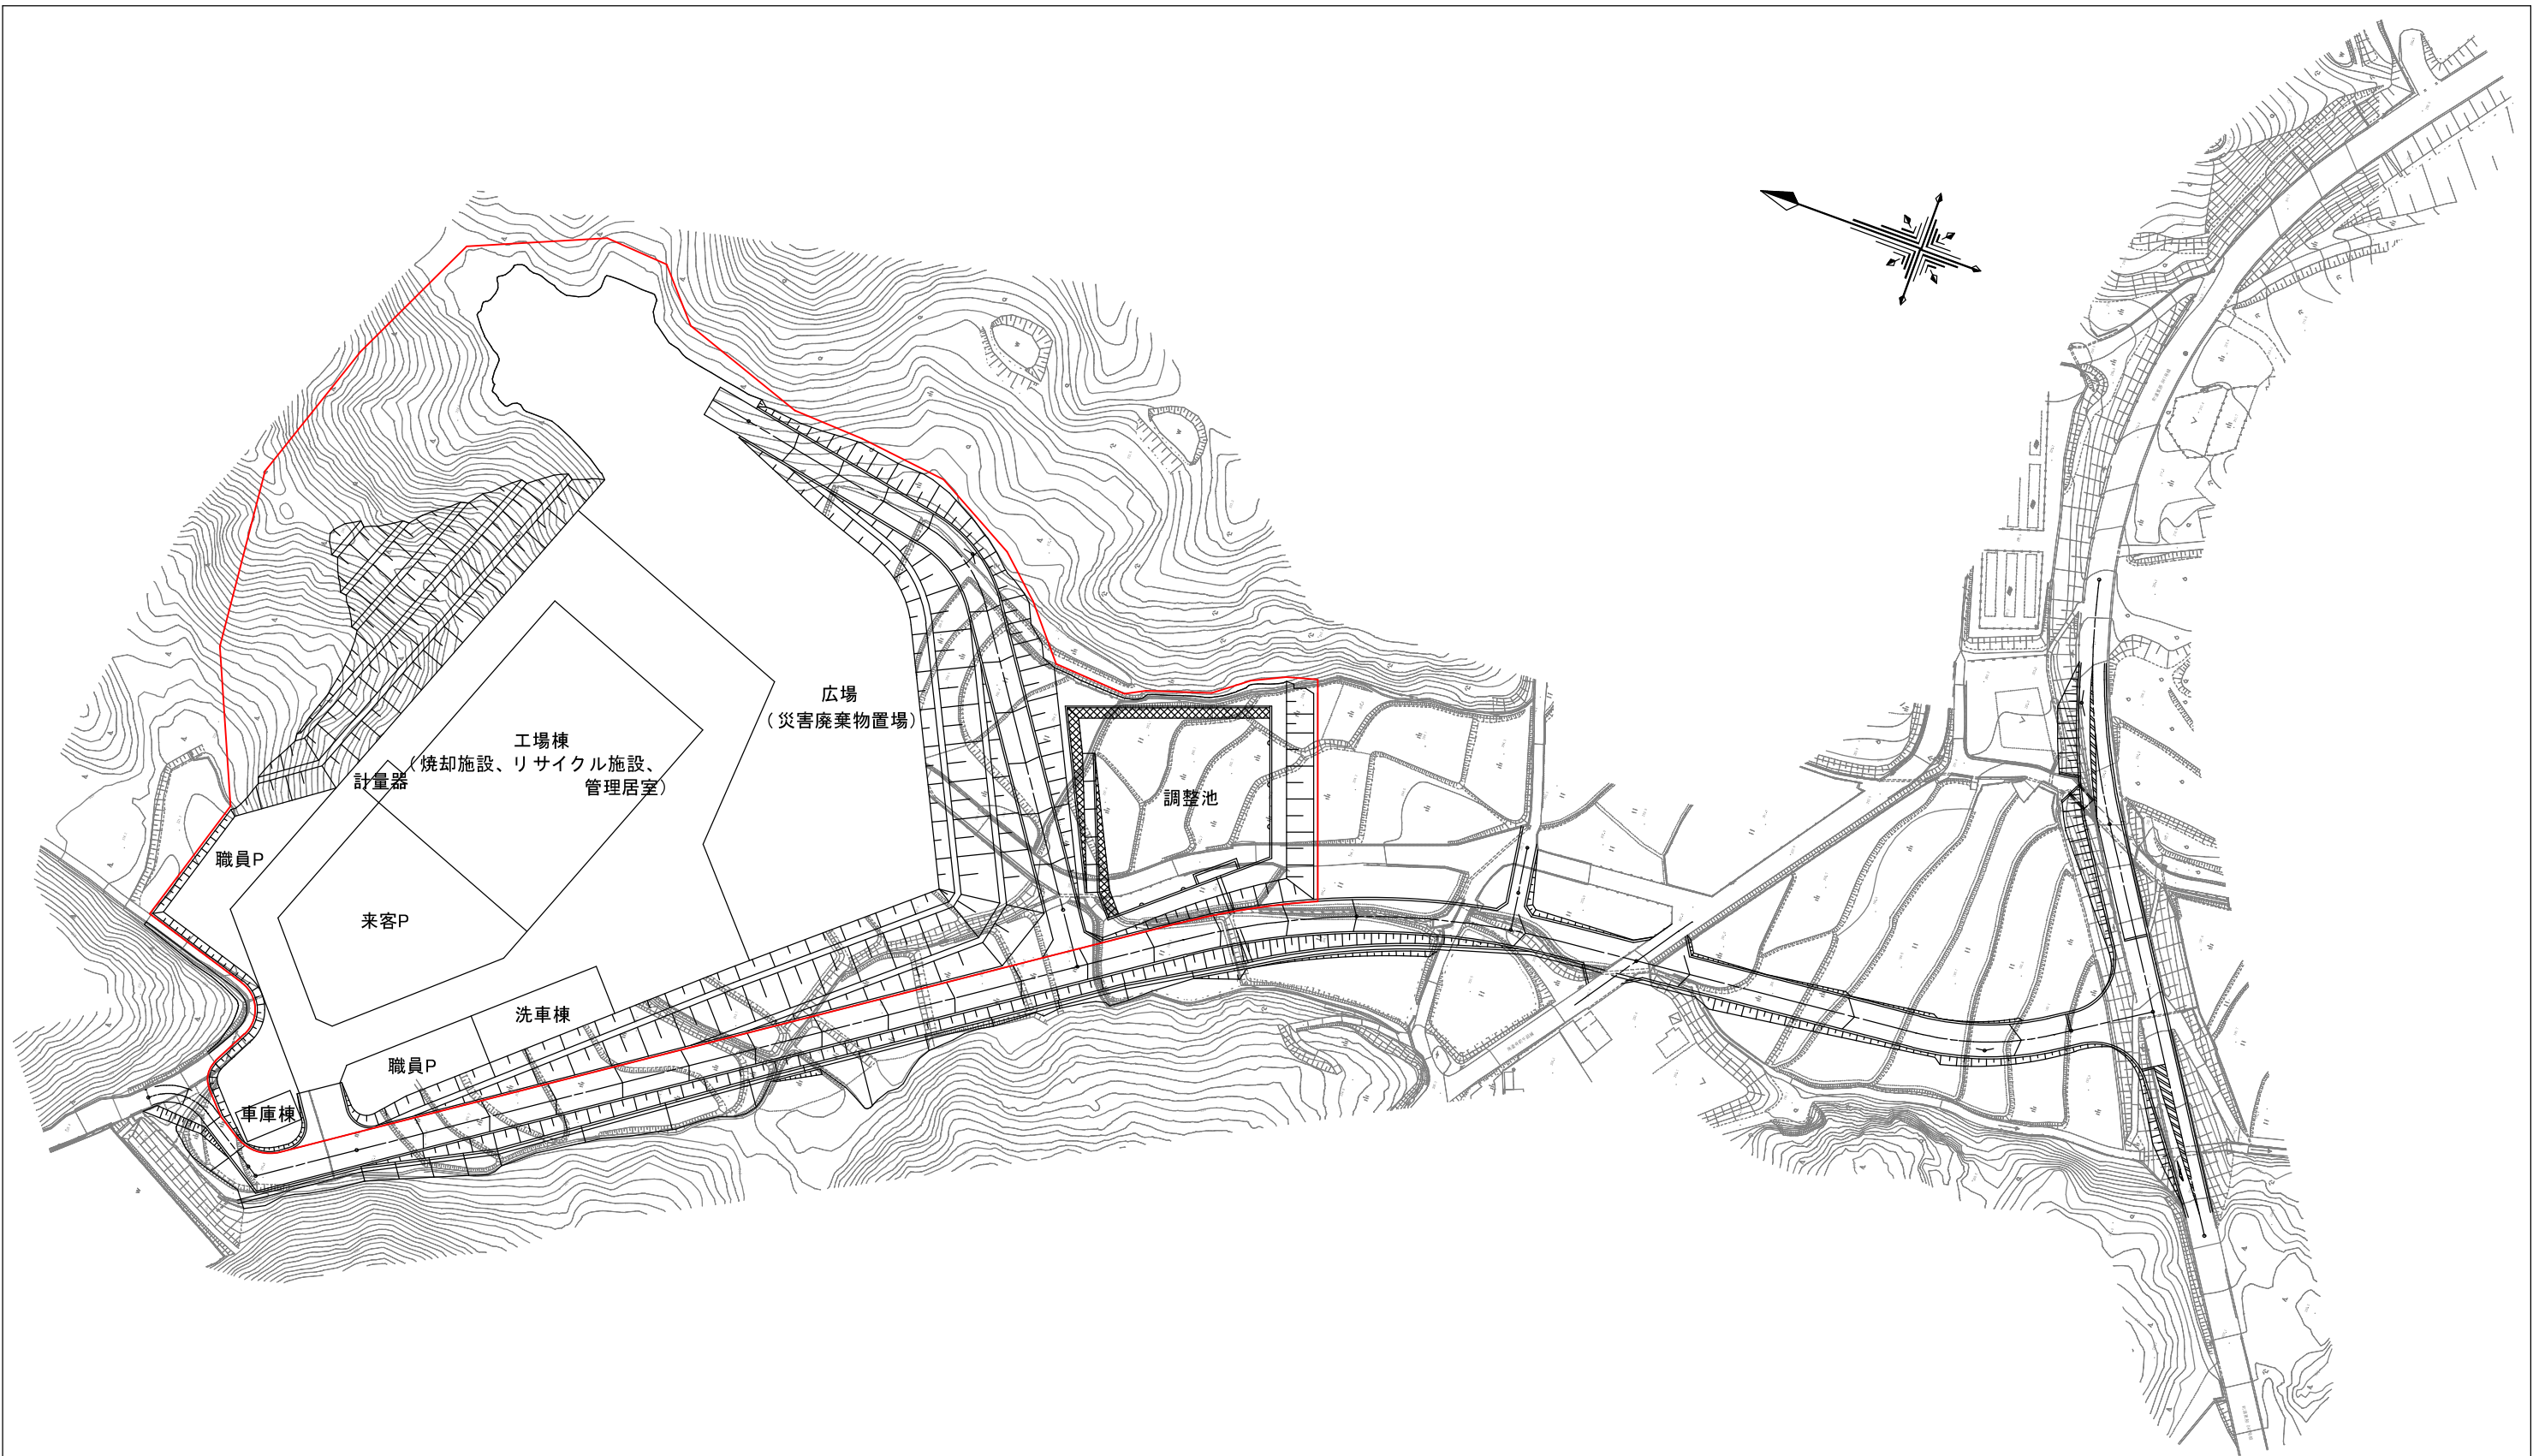 広場
（災害廃棄物置場）
工場棟
（焼却施設、リサイクル施設、
管理居室）
計量器
調整池
職員P
来客P
洗車棟
職員P
車庫棟